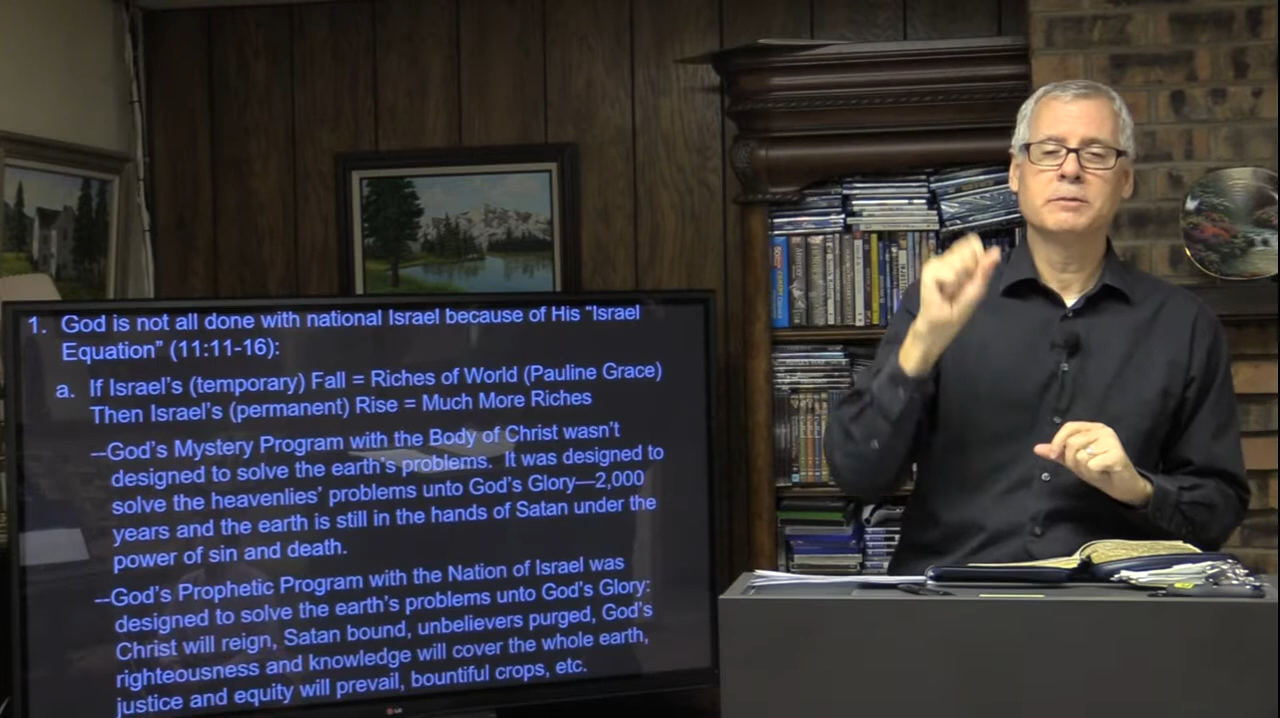 1. God is not all done with national Israel because of His “Israel
Equation” (11:11-16):
a. If Israel’s (temporary) Fall = Riches of World (Pauline Grace)
Then Israel’s (permanent) Rise = Much More Riches
--God’s Mystery Program with the Body of Christ wasn’t
designed to solve the earth’s problems. It was designed to
solve the heavenlies’ problems unto God’s Glory—2,000
years and the earth is still in the hands of Satan under the
power of sin and death.
--God’s Prophetic Program with the Nation of Israel was
designed to solve the earth’s problems unto God’s Glory:
Christ will reign, Satan bound, unbelievers purged, God’s
righteousness and knowledge will cover the whole earth,
justice and equity will prevail, bountiful crops, etc.
LG